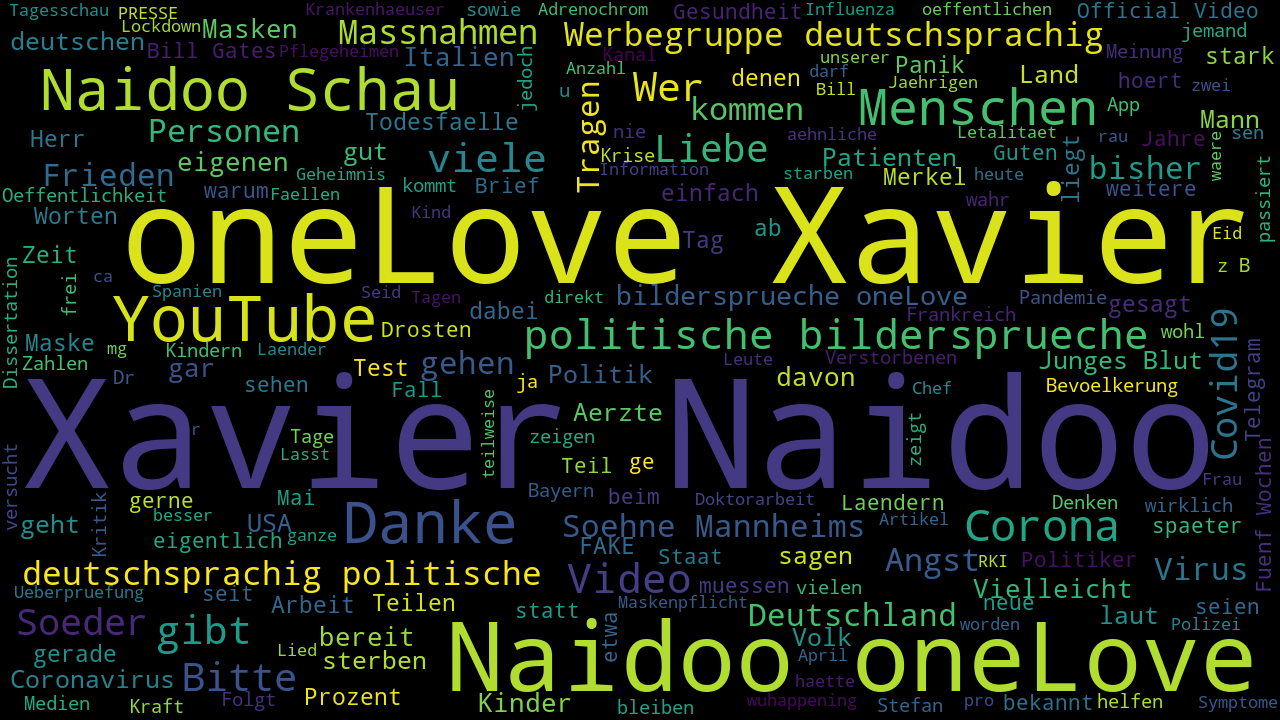 Tagesschau PRESSE Krankenhaeuser sowie Adrenochrom Gesundheit Influenza oeffentlichen Official Video
Lockdown Masken Massnahmen Werbegruppe deutschsprachig jemand
deutschen Bill Gates Pflegeheimen Italien jedoch Kanal unserer Panik Meinung stark
Naidoo Schau Anzahl Wer denen darf Bill Jaehrigen Land hoert zwei
u Tragen kommen Menschen App Mann
Herr Personen Todesfaelle nie aehnliche Letalitaet rau Jahre sen
eigenen gut viele Krise Liebe Patienten Guten liegt bisher waere
Frieden Geheimnis Information starben Merkel heute weitere passiert
Oeffentlichkeit warum Faellen kommt Brief einfach wahr
Worten Kind oneLove Xavier Tag ab Eid
Zeit z B
Dissertation frei ca Spanien Seid Tagen direkt bildersprueche oneLove Pandemie gesagt
YouTube Drosten dabei Frankreich Covid19
Maske politische bildersprueche wohl
Zahlen mg Kindern Laender Leute Verstorbenen Junges Blut Telegram
Dr gar Test gehen Politik davon
sehen Fall ja Chef Bevoelkerung
Xavier Naidoo
r Tage teilweise Aerzte zeigt
Lasst zeigen
versucht Teil ge Frau
gerne Mai Bayern beim Doktorarbeit Laendern Denken wirklich Fuenf Wochen
geht Kritik besser USA Danke Soehne Mannheims Artikel Corona spaeter
eigentlich ganze FAKE Staat sagen Angst RKI Politiker
deutschsprachig politische Video muessen vielen Vielleicht Virus
Ueberpruefung seit Arbeit Teilen statt Maskenpflicht neue seien
Soeder gibt bereit etwa Deutschland worden laut Polizei
gerade Lied sterben Volk April
Coronavirus Bitte Naidoo oneLove
Medien Kraft Folgt Prozent Kinder bleiben wuhappening haette Stefan pro bekannt helfen Symptome